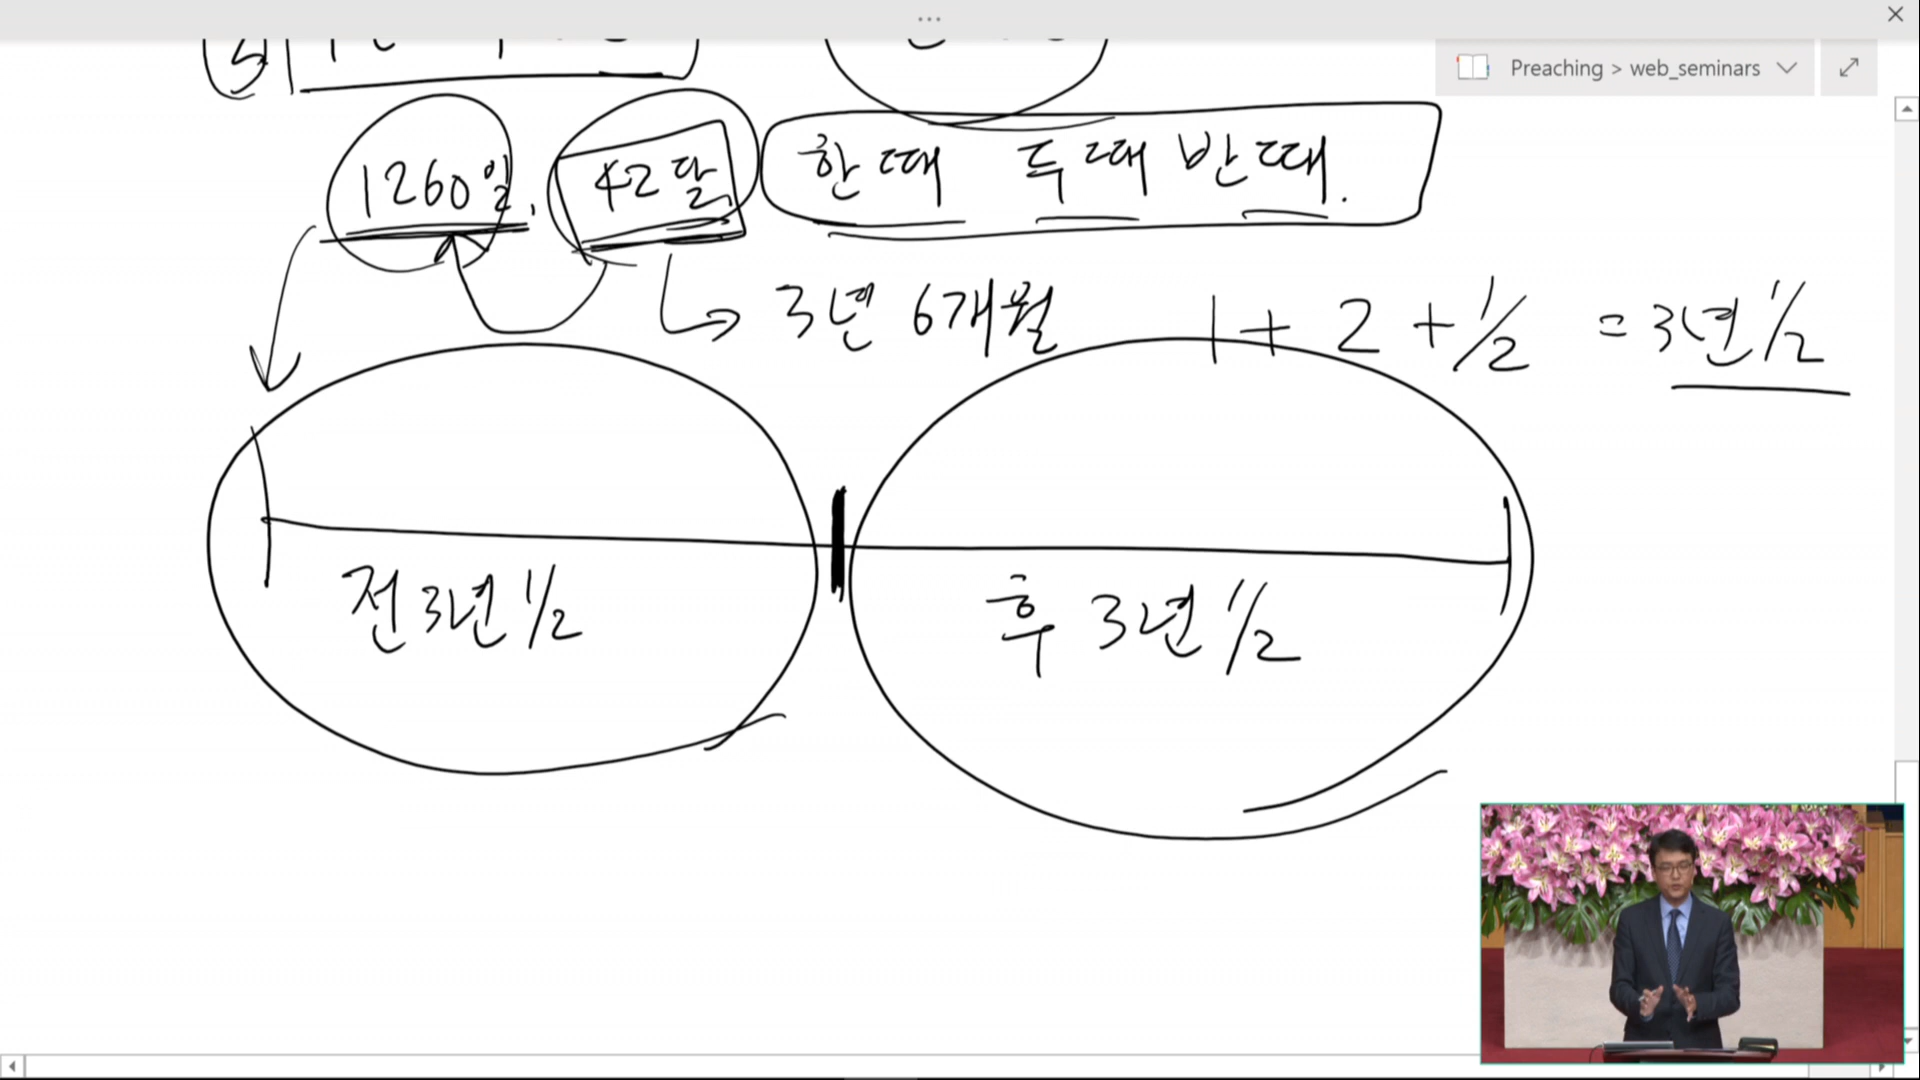 ...
Preaching > web_seminars
1260일, 42달, 한때 두때 반때.
3년 6개월 1 + 2 + 1/2 = 3년 1/2
전 3년 1/2 후 3년 1/2